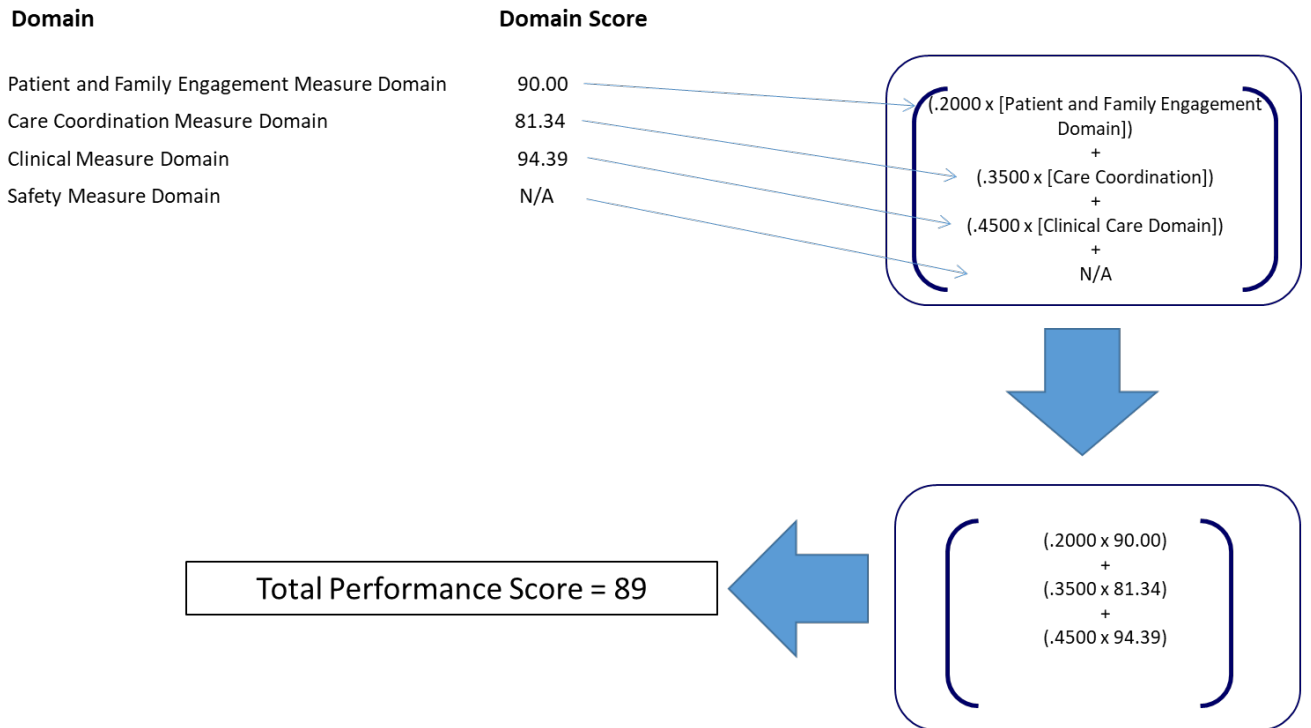 Domain Domain Score
Patient and Family Engagement Measure Domain 90.00
Care Coordination Measure Domain 81.34
Clinical Measure Domain 94.39
Safety Measure Domain N/A
(.2000 x [Patient and Family Engagement
Domain])
+
(.3500 x [Care Coordination])
+
(.4500 x [Clinical Care Domain])
+
N/A
(.2000 x 90.00)
+
(.3500 x 81.34)
+
(.4500 x 94.39)
Total Performance Score = 89